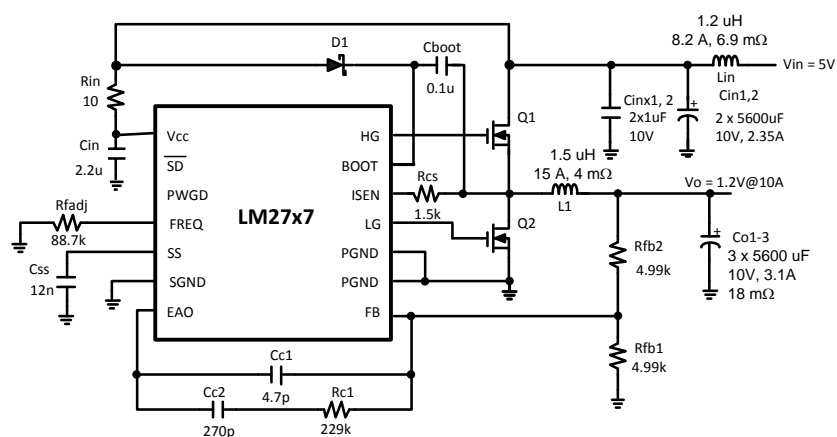 1.2 uH
8.2 A, 6.9 mΩ
Vin = 5V
Lin
Cin1,2
2 x 5600uF
10V, 2.35A
Cinx1, 2
2x1uF
10V
D1
Cboot
0.1u
Rin
10
Cin
2.2u
Q1
Vcc
SD
PWGD
FREQ
SS
SGND
EAO
LM27x7
HG
BOOT
ISEN
LG
PGND
PGND
FB
Rcs
1.5k
1.5 uH
15 A, 4 mΩ
L1
Vo = 1.2V@10A
Q2
Rfadj
88.7k
Css
12n
Rfb2
4.99k
Co1-3
3 x 5600 uF
10V, 3.1A
18 mΩ
Rfb1
4.99k
Cc1
4.7p
Cc2
270p
Rc1
229k
+
+